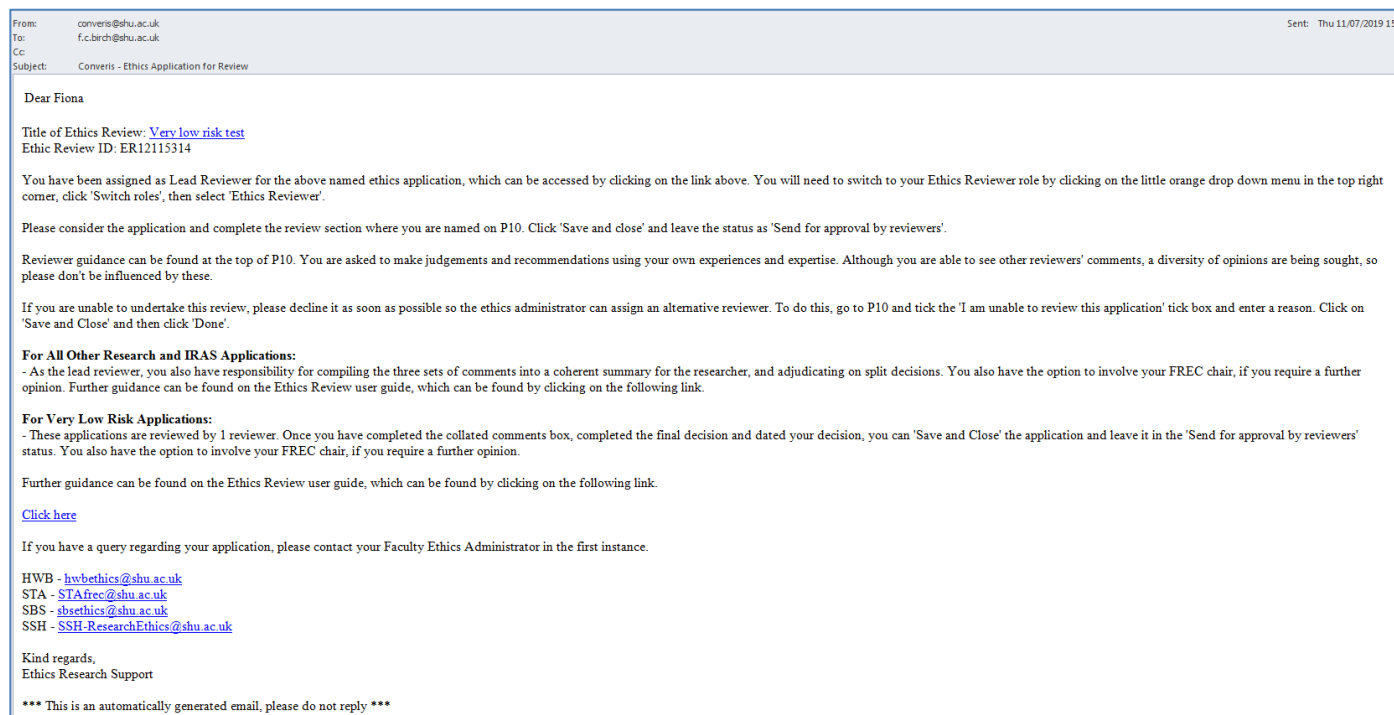 From: converis@shu.ac.uk Sent: Thu 11/07/2019 15
To: f.c.birch@shu.ac.uk
Cc:
Subject: Converis - Ethics Application for Review
Dear Fiona
Title of Ethics Review: Very low risk test
Ethic Review ID: ER12115314
You have been assigned as Lead Reviewer for the above named ethics application, which can be accessed by clicking on the link above. You will need to switch to your Ethics Reviewer role by clicking on the little orange drop down menu in the top right
corner, click 'Switch roles', then select 'Ethics Reviewer'.
Please consider the application and complete the review section where you are named on P10. Click 'Save and close' and leave the status as 'Send for approval by reviewers'.
Reviewer guidance can be found at the top of P10. You are asked to make judgements and recommendations using your own experiences and expertise. Although you are able to see other reviewers' comments, a diversity of opinions are being sought, so
please don't be influenced by these.
If you are unable to undertake this review, please decline it as soon as possible so the ethics administrator can assign an alternative reviewer. To do this, go to P10 and tick the 'I am unable to review this application' tick box and enter a reason. Click on
'Save and Close' and then click 'Done'.
For All Other Research and IRAS Applications:
- As the lead reviewer, you also have responsibility for compiling the three sets of comments into a coherent summary for the researcher, and adjudicating on split decisions. You also have the option to involve your FREC chair, if you require a further
opinion. Further guidance can be found on the Ethics Review user guide, which can be found by clicking on the following link.
For Very Low Risk Applications:
- These applications are reviewed by 1 reviewer. Once you have completed the collated comments box, completed the final decision and dated your decision, you can 'Save and Close' the application and leave it in the 'Send for approval by reviewers'
status. You also have the option to involve your FREC chair, if you require a further opinion.
Further guidance can be found on the Ethics Review user guide, which can be found by clicking on the following link.
Click here
If you have a query regarding your application, please contact your Faculty Ethics Administrator in the first instance.
HWB - hwbethics@shu.ac.uk
STA - STAfrec@shu.ac.uk
SBS - sbsethics@shu.ac.uk
SSH - SSH-ResearchEthics@shu.ac.uk
Kind regards,
Ethics Research Support
*** This is an automatically generated email, please do not reply ***